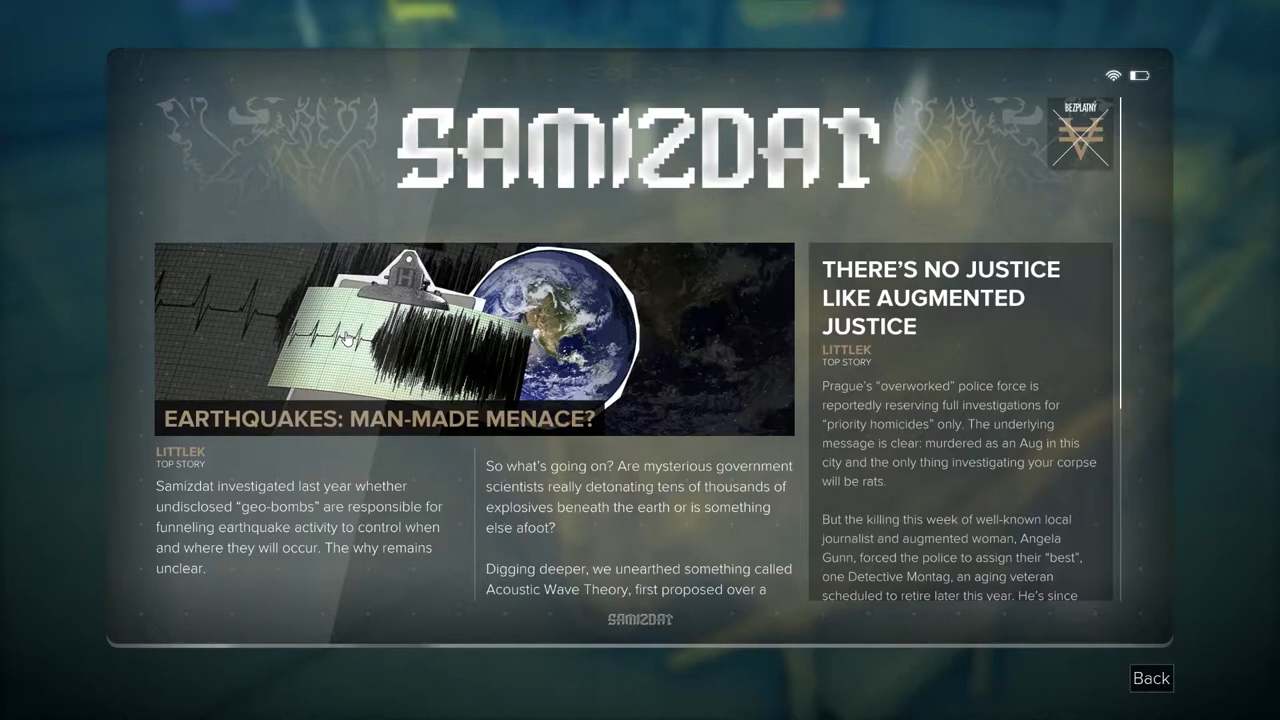 BEZPLATNÝ
SAMIZDAT
EARTHQUAKES: MAN-MADE MENACE?
LITTLEK
TOP STORY
Samizdat investigated last year whether
undisclosed “geo-bombs” are responsible for
funneling earthquake activity to control when
and where they will occur. The why remains
unclear.
So what’s going on? Are mysterious government
scientists really detonating tens of thousands of
explosives beneath the earth or is something
else afoot?
Digging deeper, we unearthed something called
Acoustic Wave Theory, first proposed over a
THERE’S NO JUSTICE
LIKE AUGMENTED
JUSTICE
LITTLEK
TOP STORY
Prague’s “overworked” police force is
reportedly reserving full investigations for
“priority homicides” only. The underlying
message is clear: murdered as an Aug in this
city and the only thing investigating your corpse
will be rats.
But the killing this week of well-known local
journalist and augmented woman, Angela
Gunn, forced the police to assign their “best”,
one Detective Montag, an aging veteran
scheduled to retire later this year. He’s since
SAMIZDAT
Back